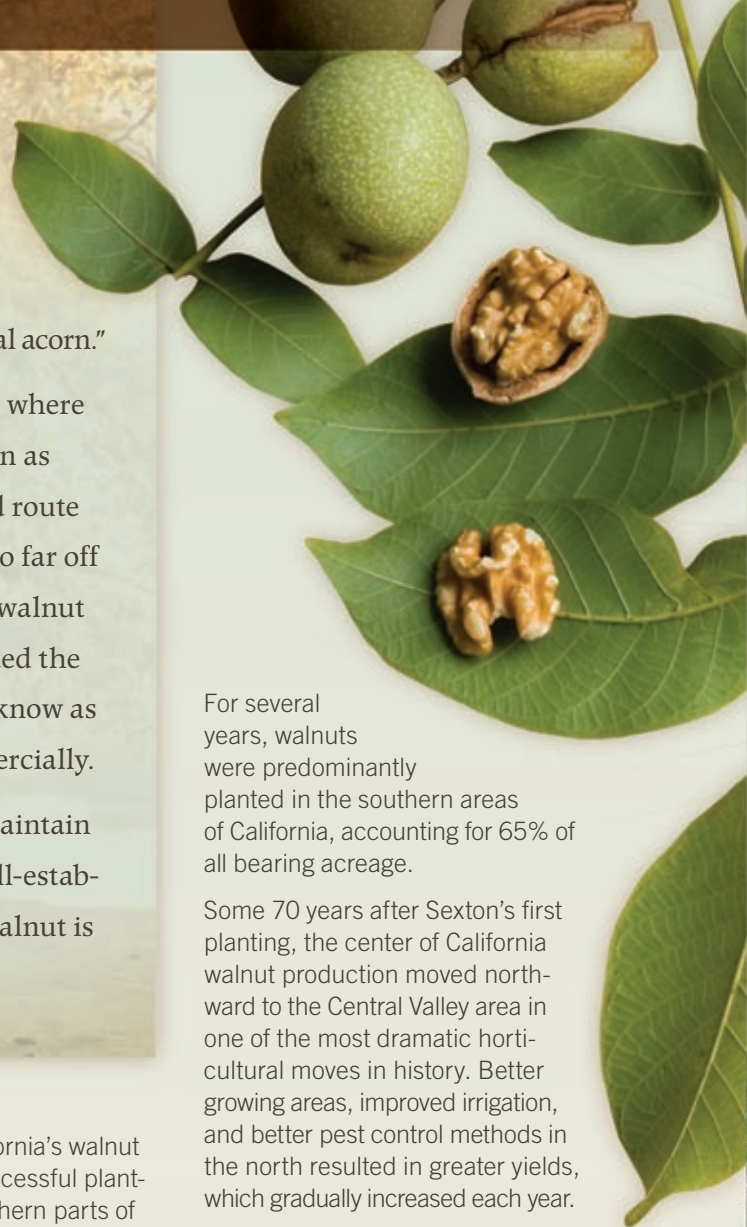 al acorn.”
where
n as
route
o far off
walnut
ed the
know as
ercially.
aintain
ll-estab-
alnut is
ornia’s walnut
cessful plant-
hern parts of
For several
years, walnuts
were predominantly
planted in the southern areas
of California, accounting for 65% of
all bearing acreage.
Some 70 years after Sexton’s first
planting, the center of California
walnut production moved north-
ward to the Central Valley area in
one of the most dramatic horti-
cultural moves in history. Better
growing areas, improved irrigation,
and better pest control methods in
the north resulted in greater yields,
which gradually increased each year.